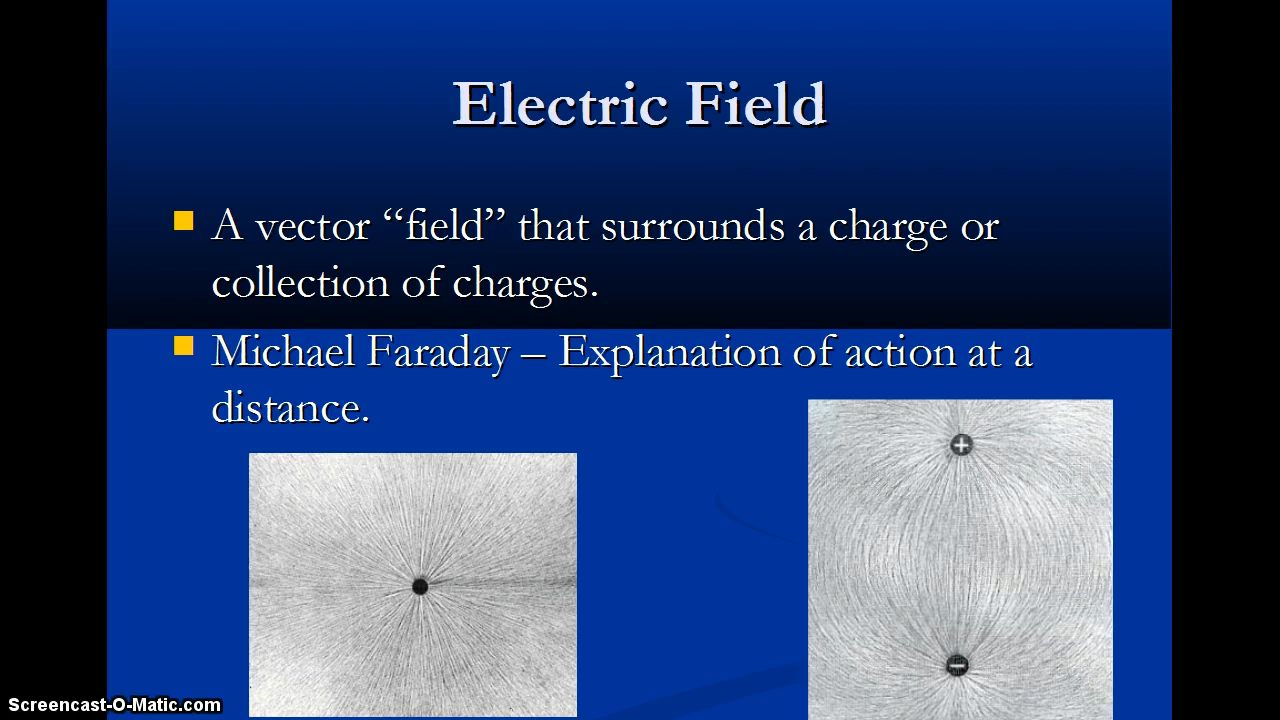 Electric Field
A vector “field” that surrounds a charge or
collection of charges.
Michael Faraday – Explanation of action at a
distance.
+
−
Screencast-O-Matic.com